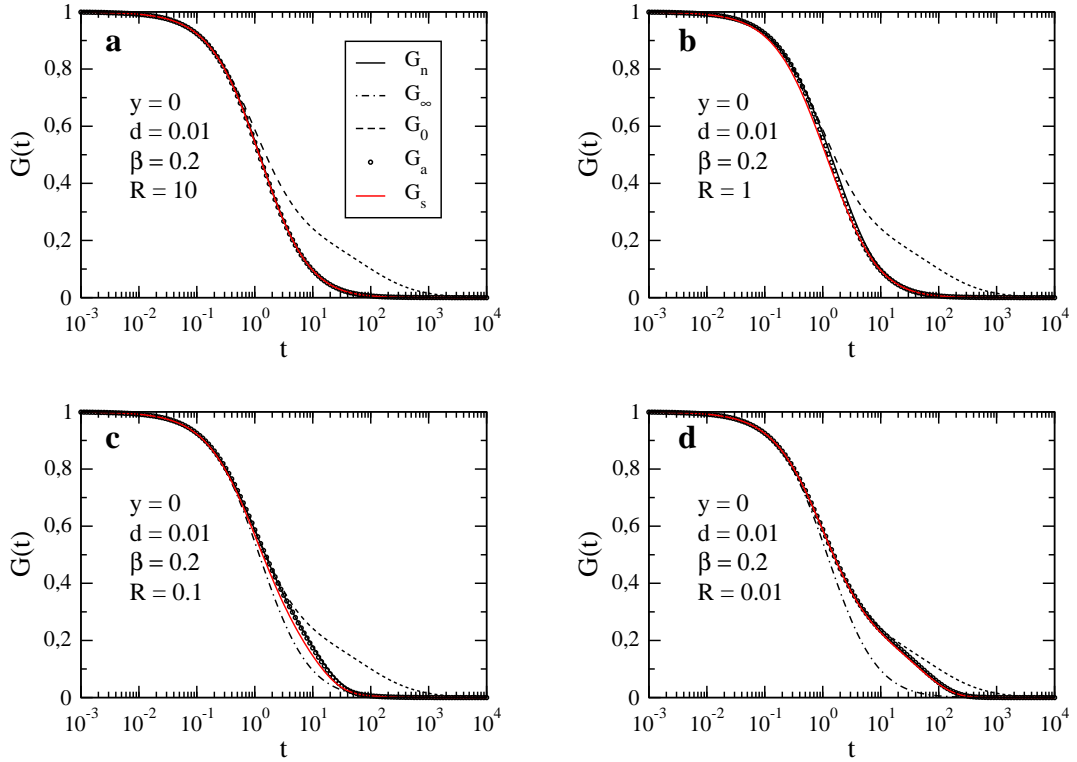 a
G_n
G_∞
G_0
G_a
G_s
y = 0
d = 0.01
β = 0.2
R = 10
G(t)
1
0,8
0,6
0,4
0,2
0
10^-3 10^-2 10^-1 10^0 10^1 10^2 10^3 10^4
t
b
y = 0
d = 0.01
β = 0.2
R = 1
G(t)
1
0,8
0,6
0,4
0,2
0
10^-3 10^-2 10^-1 10^0 10^1 10^2 10^3 10^4
t
c
y = 0
d = 0.01
β = 0.2
R = 0.1
G(t)
1
0,8
0,6
0,4
0,2
0
10^-3 10^-2 10^-1 10^0 10^1 10^2 10^3 10^4
t
d
y = 0
d = 0.01
β = 0.2
R = 0.01
G(t)
1
0,8
0,6
0,4
0,2
0
10^-3 10^-2 10^-1 10^0 10^1 10^2 10^3 10^4
t